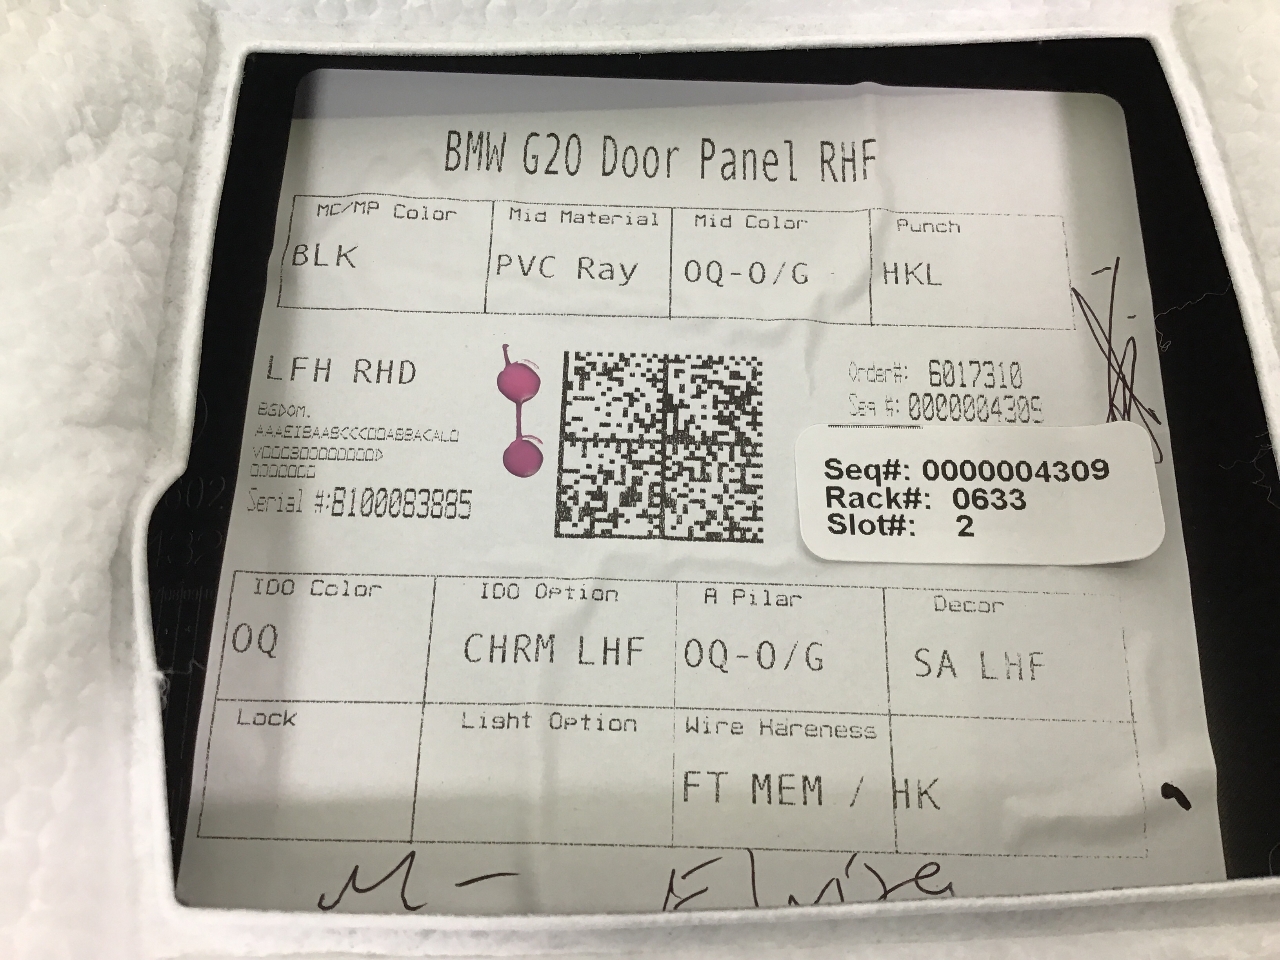 BMW G20 Door Panel RHF
MC/MP Color Mid Material Mid Color Punch
BLK PVC Ray OQ-O/G HKL
LFH RHD
Order#: 6017310
Seq #: 0000004309
BGDOM.
Serial #:B100083885
Seq#: 0000004309
Rack#: 0633
Slot#: 2
IDO Color IDO Option A Pilar Decor
OQ CHRM LHF OQ-O/G SA LHF
Lock Light Option Wire Hareness
FT MEM / HK
M - Eloise